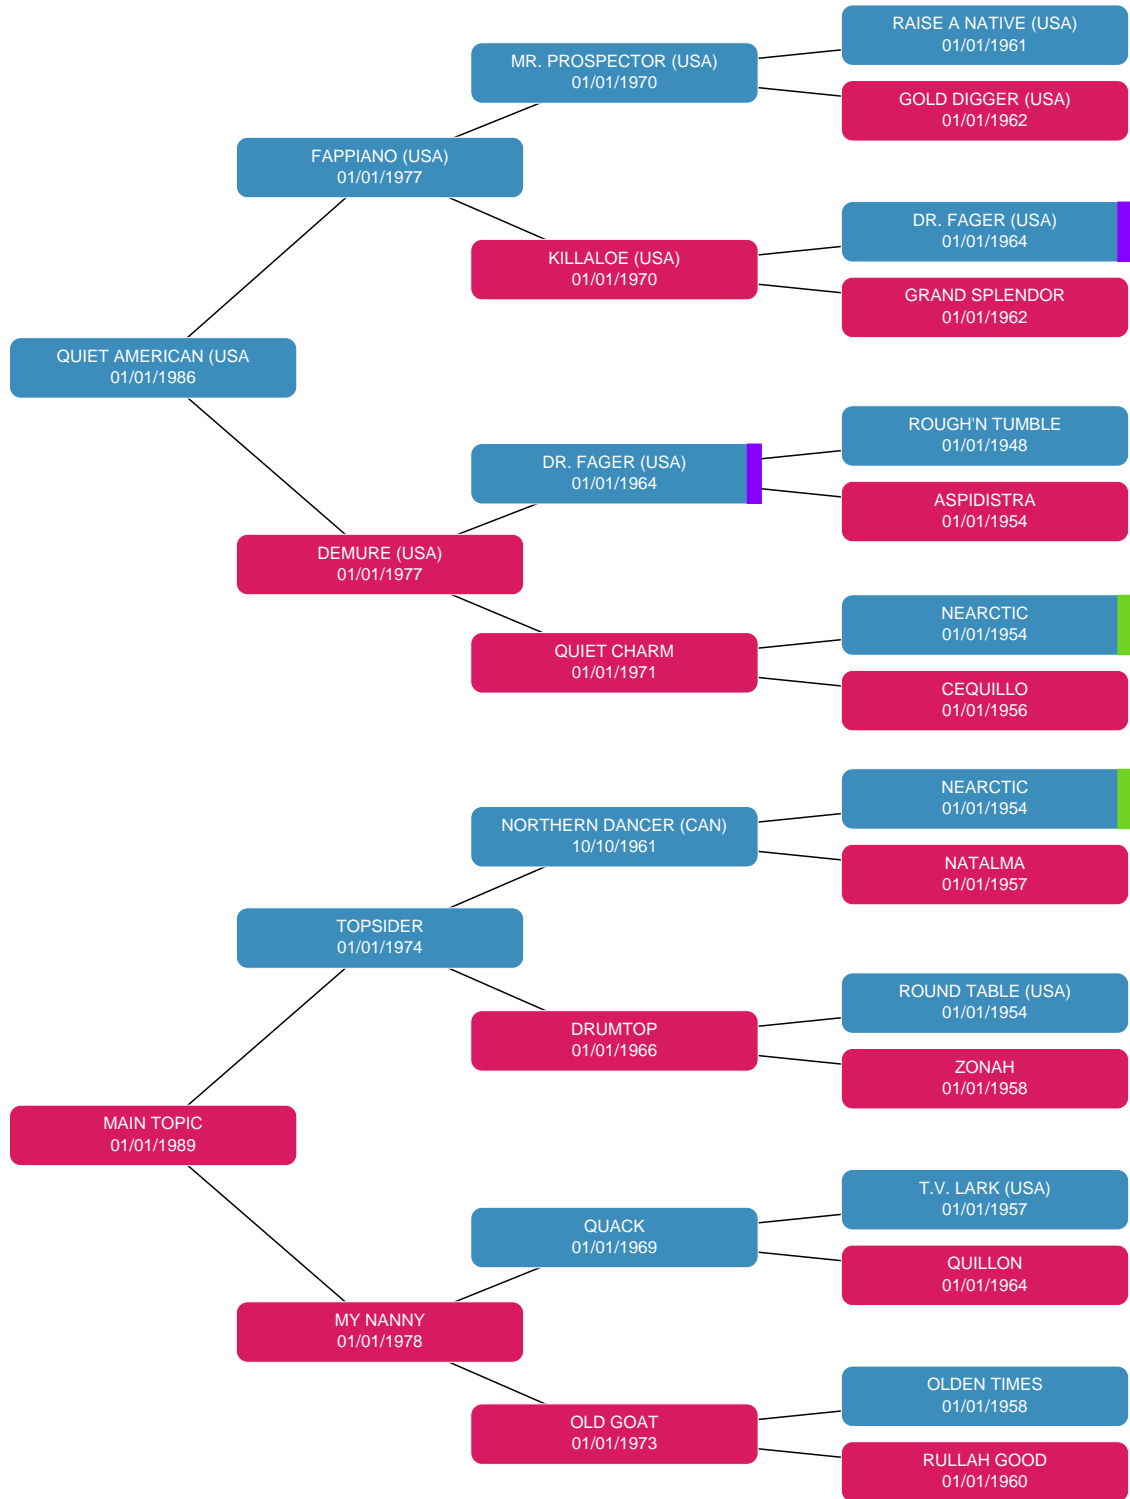 RAISE A NATIVE (USA)
01/01/1961
MR. PROSPECTOR (USA)
01/01/1970
GOLD DIGGER (USA)
01/01/1962
FAPPIANO (USA)
01/01/1977
DR. FAGER (USA)
01/01/1964
KILLALOE (USA)
01/01/1970
GRAND SPLENDOR
01/01/1962
QUIET AMERICAN (USA
01/01/1986
ROUGH'N TUMBLE
01/01/1948
DR. FAGER (USA)
01/01/1964
ASPIDISTRA
01/01/1954
DEMURE (USA)
01/01/1977
NEARCTIC
01/01/1954
QUIET CHARM
01/01/1971
CEQUILLO
01/01/1956
NEARCTIC
01/01/1954
NORTHERN DANCER (CAN)
10/10/1961
NATALMA
01/01/1957
TOPSIDER
01/01/1974
ROUND TABLE (USA)
01/01/1954
DRUMTOP
01/01/1966
ZONAH
01/01/1958
MAIN TOPIC
01/01/1989
T.V. LARK (USA)
01/01/1957
QUACK
01/01/1969
QUILLON
01/01/1964
MY NANNY
01/01/1978
OLDEN TIMES
01/01/1958
OLD GOAT
01/01/1973
RULLAH GOOD
01/01/1960